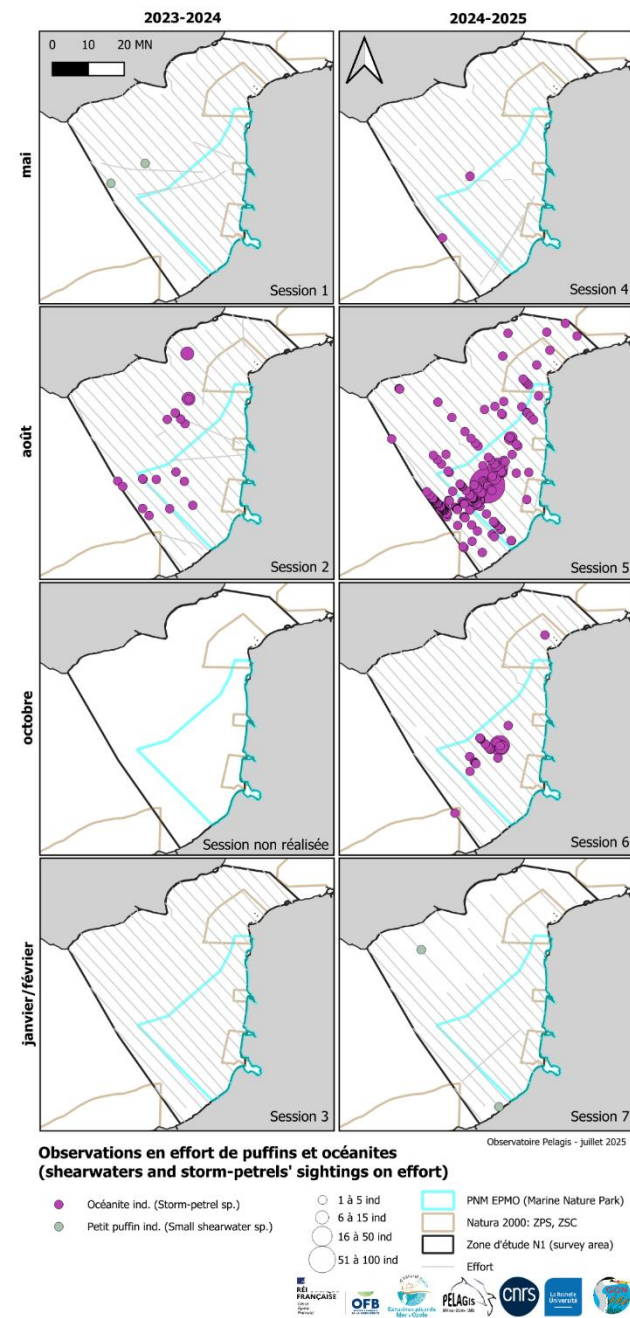 2023-2024
2024-2025
0 10 20 MN
mai
Session 1
Session 4
août
Session 2
Session 5
octobre
Session non réalisée
Session 6
janvier/février
Session 3
Session 7
Observatoire Pelagis - juillet 2025
Observations en effort de puffins et océanites
(shearwaters and storm-petrels' sightings on effort)
Océanite ind. (Storm-petrel sp.)
Petit puffin ind. (Small shearwater sp.)
1 à 5 ind
6 à 15 ind
16 à 50 ind
51 à 100 ind
PNM EPMO (Marine Nature Park)
Natura 2000: ZPS, ZSC
Zone d'étude N1 (survey area)
Effort
FRANÇAISE
OFB
PELAGIS
cnrs
La Rochelle
Université